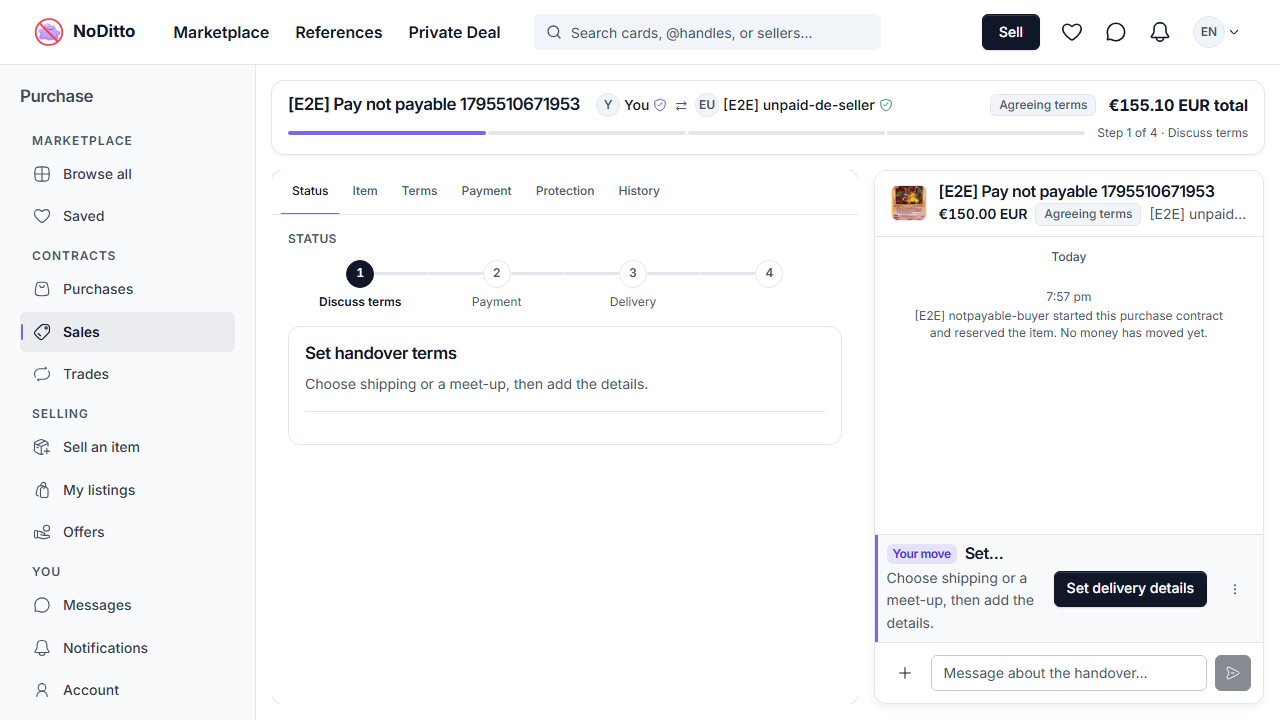 NoDitto
Marketplace
References
Private Deal
Search cards, @handles, or sellers...
Sell
EN
Purchase
MARKETPLACE
Browse all
Saved
CONTRACTS
Purchases
Sales
Trades
SELLING
Sell an item
My listings
Offers
YOU
Messages
Notifications
Account
[E2E] Pay not payable 1795510671953
Y You
EU [E2E] unpaid-de-seller
Agreeing terms
€155.10 EUR total
Step 1 of 4 · Discuss terms
Status
Item
Terms
Payment
Protection
History
STATUS
1
2
3
4
Discuss terms
Payment
Delivery
Set handover terms
Choose shipping or a meet-up, then add the details.
[E2E] Pay not payable 1795510671953
€150.00 EUR
Agreeing terms
[E2E] unpaid...
Today
7:57 pm
[E2E] notpayable-buyer started this purchase contract
and reserved the item. No money has moved yet.
Your move
Set...
Choose shipping or a
meet-up, then add the
details.
Set delivery details
Message about the handover...